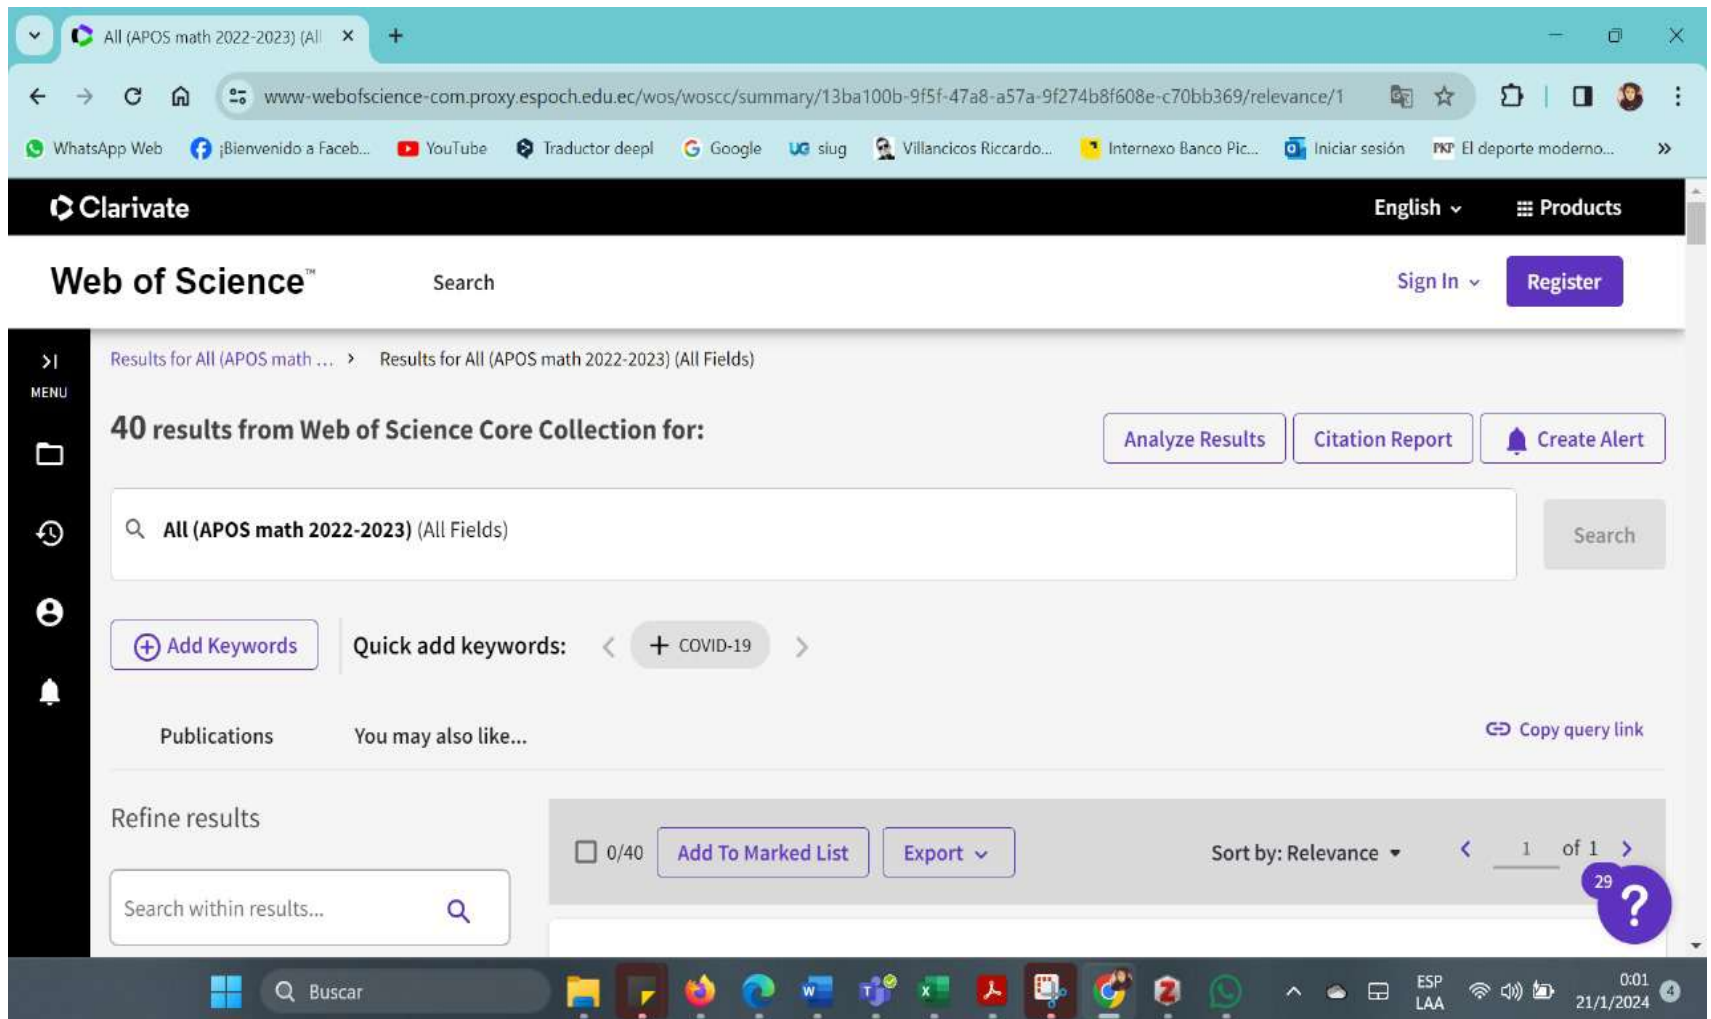 All (APOS math 2022-2023) (All
www-webofscience-com.proxy.espoch.edu.ec/wos/woscc/summary/13ba100b-9f5f-47a8-a57a-9f274b8f608e-c70bb369/relevance/1
WhatsApp Web ¡Bienvenido a Faceb... YouTube Traductor deepl Google UG siug Villancicos Riccardo... Internexo Banco Pic... Iniciar sesión PKP El deporte moderno... »
Clarivate English Products
Web of Science™ Search Sign In Register
MENU
Results for All (APOS math ... > Results for All (APOS math 2022-2023) (All Fields)
40 results from Web of Science Core Collection for:
Analyze Results Citation Report Create Alert
All (APOS math 2022-2023) (All Fields) Search
Add Keywords Quick add keywords: + COVID-19
Publications You may also like... Copy query link
Refine results
0/40 Add To Marked List Export Sort by: Relevance 1 of 1
29 ?
Search within results...
Buscar
ESP
LAA
0:01
21/1/2024
4